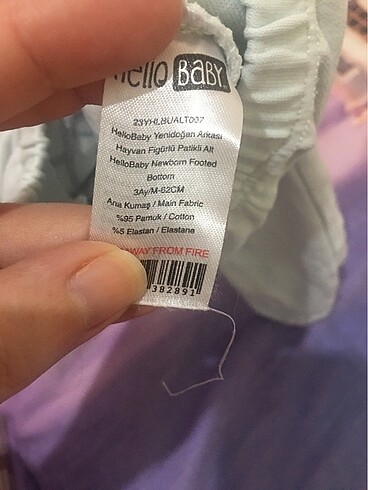 hello BABY
23YHLBUALT007
HelloBaby Yenidoğan Arkası
Hayvan Figürlü Patikli Alt
HelloBaby Newborn Footed
Bottom
3Ay/M-62CM
Ana Kumaş / Main Fabric
%95 Pamuk / Cotton
%5 Elastan / Elastane
AWAY FROM FIRE
382891